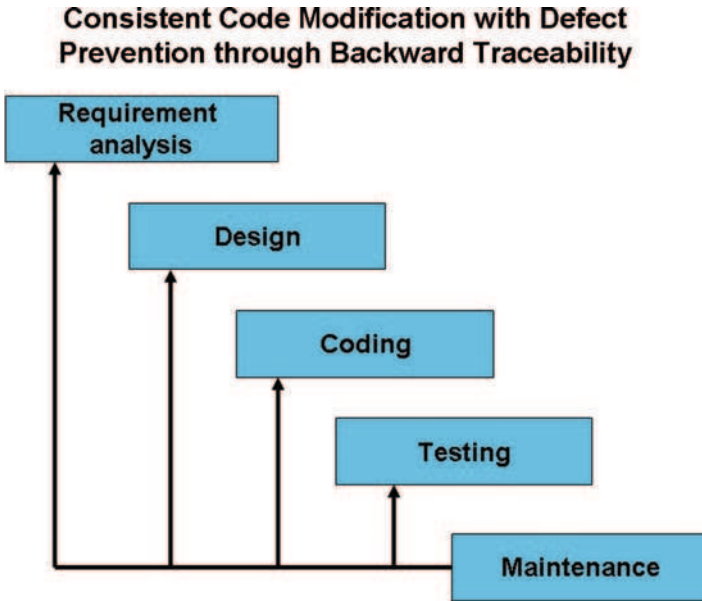 Consistent Code Modification with Defect
Prevention through Backward Traceability
Requirement
analysis
Design
Coding
Testing
Maintenance